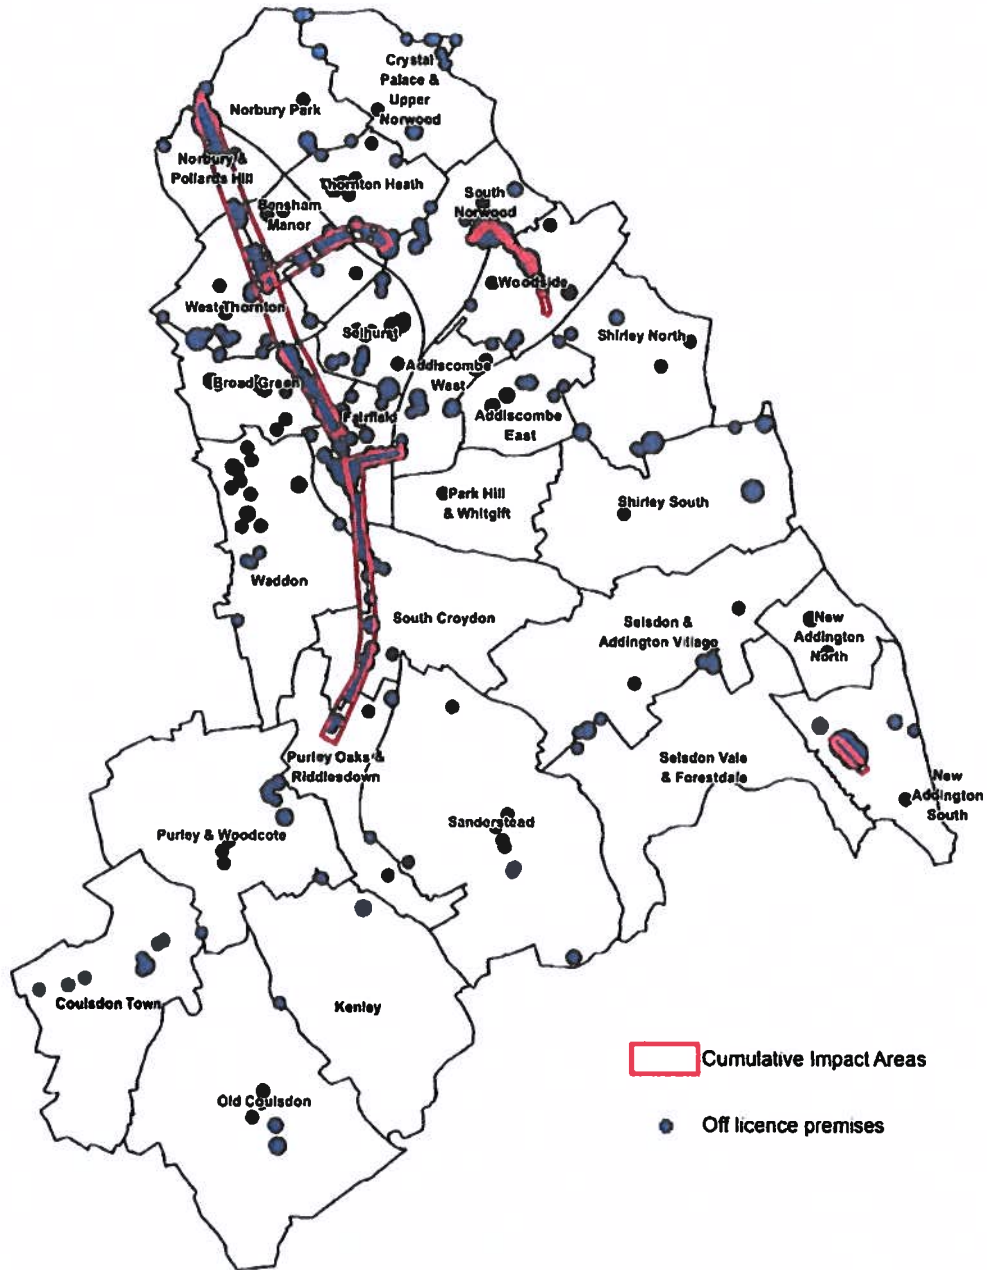 Crystal
Palace &
Upper
Norwood
Norbury Park
Norbury &
Pollards Hill
Thornton Heath
Bensham
Manor
South
Norwood
Woodside
West Thornton
Selhurst
Shirley North
Broad Green
Addiscombe
West
Fairfield
Addiscombe
East
Park Hill
& Whitgift
Shirley South
Waddon
South Croydon
Selsdon &
Addington Village
New
Addington
North
Purley Oaks &
Riddlesdown
Selsdon Vale
& Forestdale
New
Addington
South
Sanderstead
Purley & Woodcote
Coulsdon Town
Kenley
Old Coulsdon
Cumulative Impact Areas
Off licence premises